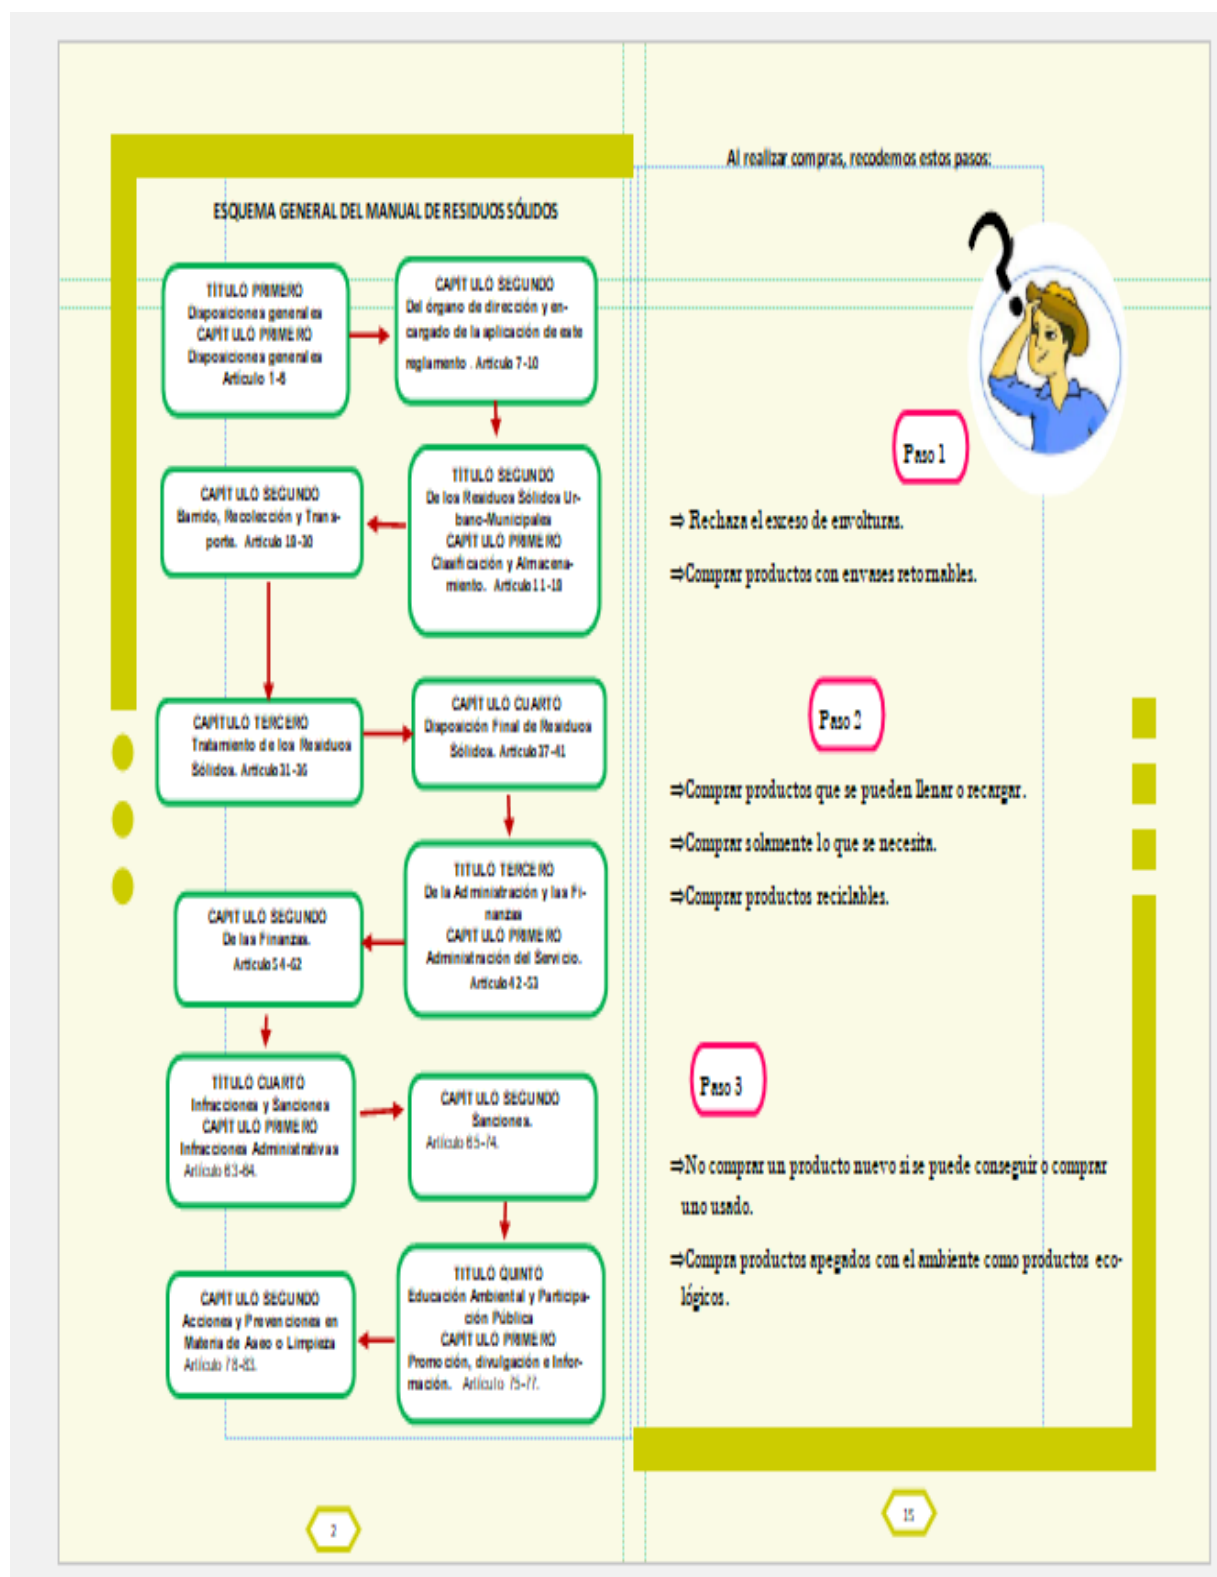 ESQUEMA GENERAL DEL MANUAL DE RESIDUOS SÓLIDOS
TÍTULO PRIMERO
Disposiciones generales
CAPÍTULO PRIMERO
Disposiciones generales
Artículo 1-6
CAPÍTULO SEGUNDO
Del órgano de dirección y en-
cargado de la aplicación de este
reglamento . Artículo 7-10
TÍTULO SEGUNDO
De los Residuos Sólidos Ur-
bano-Municipales
CAPÍTULO PRIMERO
Clasificación y Almacena-
miento. Artículo 11-18
CAPÍTULO SEGUNDO
Barrido, Recolección y Trans-
porte. Artículo 18-30
CAPÍTULO TERCERO
Tratamiento de los Residuos
Sólidos. Artículo 31-36
CAPÍTULO CUARTO
Disposición Final de Residuos
Sólidos. Artículo 37-41
TITULO TERCERO
De la Administración y las Fi-
nanzas
CAPÍTULO PRIMERO
Administración del Servicio.
Artículo 42-53
CAPÍTULO SEGUNDO
De las Finanzas.
Artículo 54-62
TÍTULO CUARTO
Infracciones y Sanciones
CAPÍTULO PRIMERO
Infracciones Administrativas
Artículo 63-64.
CAPÍTULO SEGUNDO
Sanciones.
Artículo 65-74.
TITULO QUINTO
Educación Ambiental y Participa-
ción Pública
CAPÍTULO PRIMERO
Promoción, divulgación e Infor-
mación. Artículo 75-77.
CAPÍTULO SEGUNDO
Acciones y Prevenciones en
Materia de Aseo o Limpieza
Artículo 78-83.
2
Al realizar compras, recodemos estos pasos:
?
Paso 1
⇒ Rechaza el exceso de envolturas.
⇒Comprar productos con envases retornables.
Paso 2
⇒Comprar productos que se pueden llenar o recargar.
⇒Comprar solamente lo que se necesita.
⇒Comprar productos reciclables.
Paso 3
⇒No comprar un producto nuevo si se puede conseguir o comprar
uno usado.
⇒Compra productos apegados con el ambiente como productos eco-
lógicos.
15